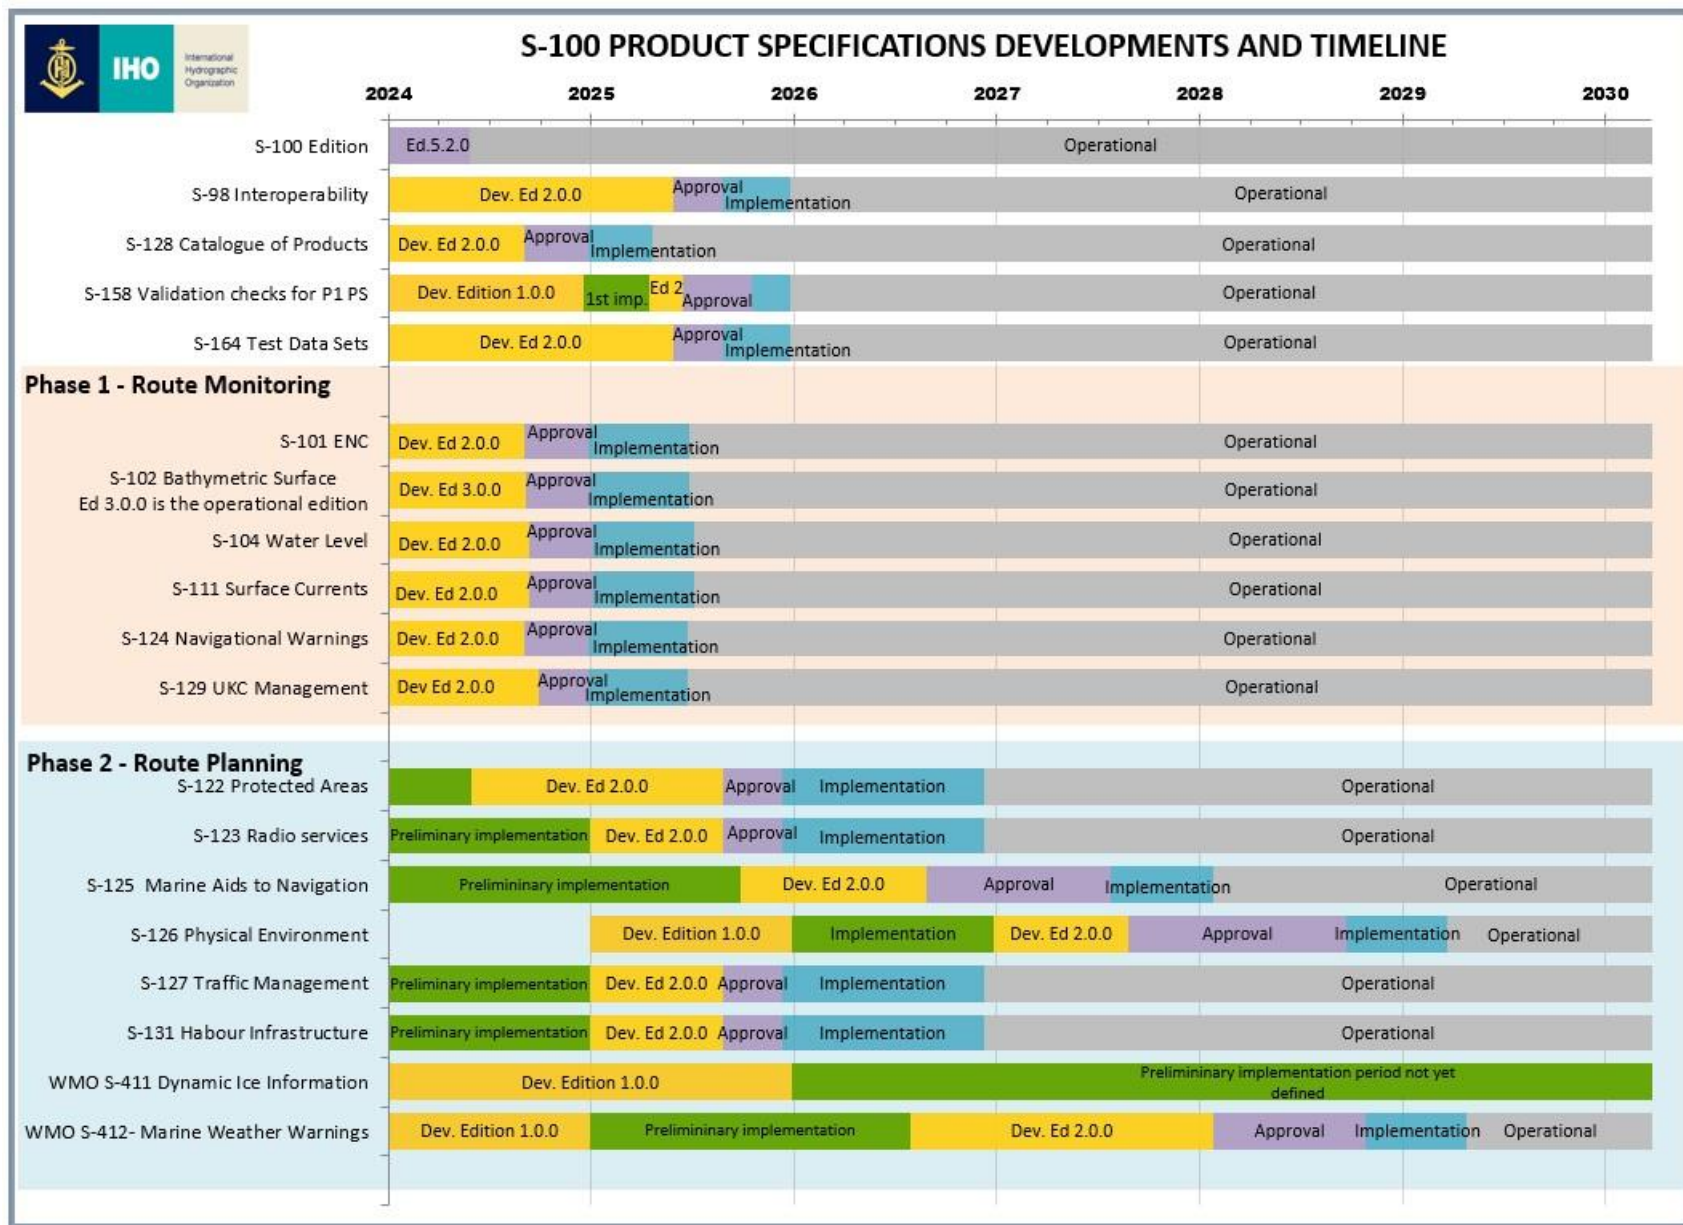 IHO
International
Hydrographic
Organization
S-100 PRODUCT SPECIFICATIONS DEVELOPMENTS AND TIMELINE
2024 2025 2026 2027 2028 2029 2030
S-100 Edition Ed.5.2.0 Operational
S-98 Interoperability Dev. Ed 2.0.0 Approval Implementation Operational
S-128 Catalogue of Products Dev. Ed 2.0.0 Approval Implementation Operational
S-158 Validation checks for P1 PS Dev. Edition 1.0.0 1st imp. Ed 2 Approval Operational
S-164 Test Data Sets Dev. Ed 2.0.0 Approval Implementation Operational
Phase 1 - Route Monitoring
S-101 ENC Dev. Ed 2.0.0 Approval Implementation Operational
S-102 Bathymetric Surface
Ed 3.0.0 is the operational edition Dev. Ed 3.0.0 Approval Implementation Operational
S-104 Water Level Dev. Ed 2.0.0 Approval Implementation Operational
S-111 Surface Currents Dev. Ed 2.0.0 Approval Implementation Operational
S-124 Navigational Warnings Dev. Ed 2.0.0 Approval Implementation Operational
S-129 UKC Management Dev Ed 2.0.0 Approval Implementation Operational
Phase 2 - Route Planning
S-122 Protected Areas Dev. Ed 2.0.0 Approval Implementation Operational
S-123 Radio services Preliminary implementation Dev. Ed 2.0.0 Approval Implementation Operational
S-125 Marine Aids to Navigation Prelimininary implementation Dev. Ed 2.0.0 Approval Implementation Operational
S-126 Physical Environment Dev. Edition 1.0.0 Implementation Dev. Ed 2.0.0 Approval Implementation Operational
S-127 Traffic Management Preliminary implementation Dev. Ed 2.0.0 Approval Implementation Operational
S-131 Habour Infrastructure Preliminary implementation Dev. Ed 2.0.0 Approval Implementation Operational
WMO S-411 Dynamic Ice Information Dev. Edition 1.0.0 Prelimininary implementation period not yet
defined
WMO S-412- Marine Weather Warnings Dev. Edition 1.0.0 Prelimininary implementation Dev. Ed 2.0.0 Approval Implementation Operational